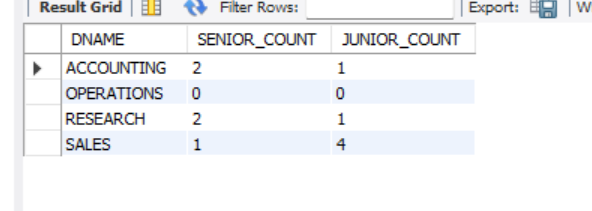 Result Grid Filter Rows: Export:
DNAME SENIOR_COUNT JUNIOR_COUNT
ACCOUNTING 2 1
OPERATIONS 0 0
RESEARCH 2 1
SALES 1 4